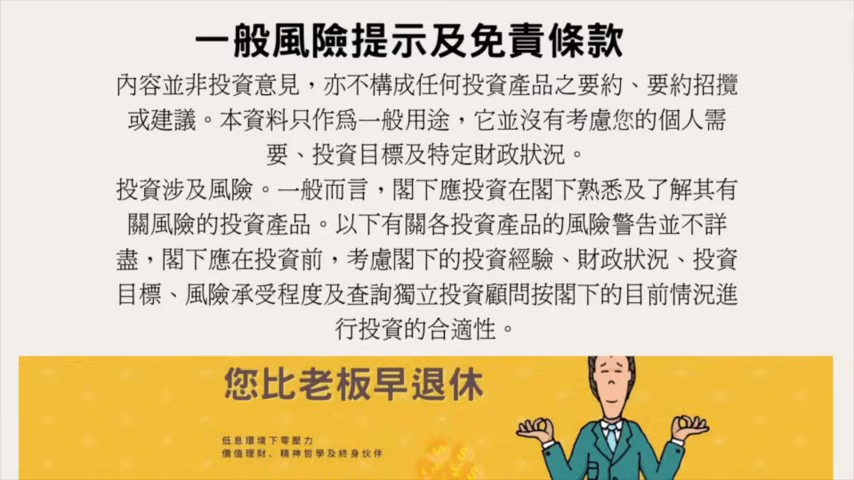 一般風險提示及免責條款
內容並非投資意見，亦不構成任何投資產品之要約、要約招攬
或建議。本資料只作爲一般用途，它並沒有考慮您的個人需
要、投資目標及特定財政狀況。
投資涉及風險。一般而言，閣下應投資在閣下熟悉及了解其有
關風險的投資產品。以下有關各投資產品的風險警告並不詳
盡，閣下應在投資前，考慮閣下的投資經驗、財政狀況、投資
目標、風險承受程度及查詢獨立投資顧問按閣下的目前情況進
行投資的合適性。
您比老板早退休
低息環境下零壓力
價值理財、精神哲學及終身伙伴